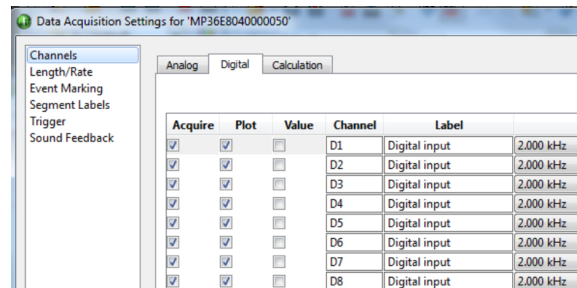 Data Acquisition Settings for 'MP36E8040000050'
Channels
Length/Rate
Event Marking
Segment Labels
Trigger
Sound Feedback
Analog Digital Calculation
Acquire Plot Value Channel Label
D1 Digital input 2.000 kHz
D2 Digital input 2.000 kHz
D3 Digital input 2.000 kHz
D4 Digital input 2.000 kHz
D5 Digital input 2.000 kHz
D6 Digital input 2.000 kHz
D7 Digital input 2.000 kHz
D8 Digital input 2.000 kHz